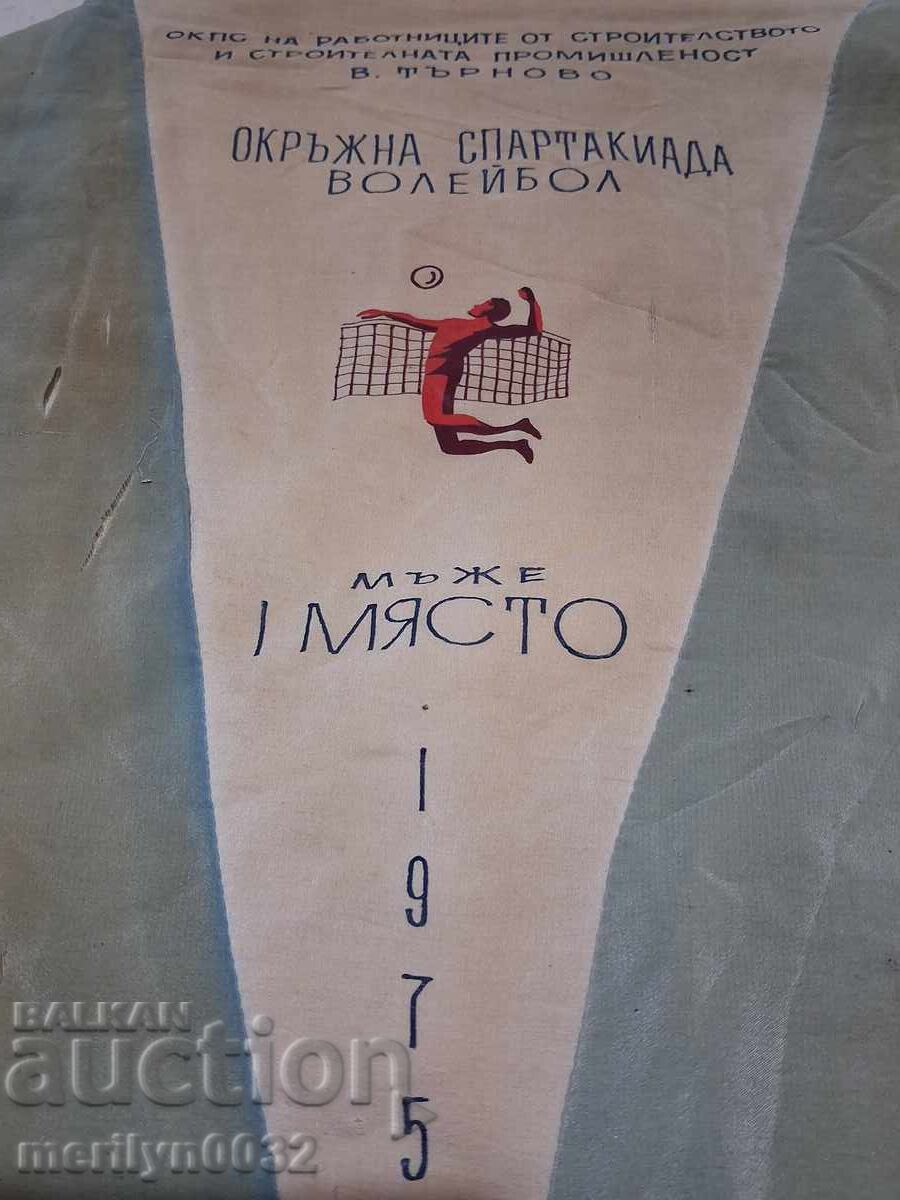 ОКПС НА РАБОТНИЦИТЕ ОТ СТРОИТЕЛСТВОТО
И СТРОИТЕЛНАТА ПРОМИШЛЕНОСТ
В. ТЪРНОВО
ОКРЪЖНА СПАРТАКИАДА
ВОЛЕЙБОЛ
МЪЖЕ
I МЯСТО
1
9
7
5
BALKAN
auction
merilyn0032